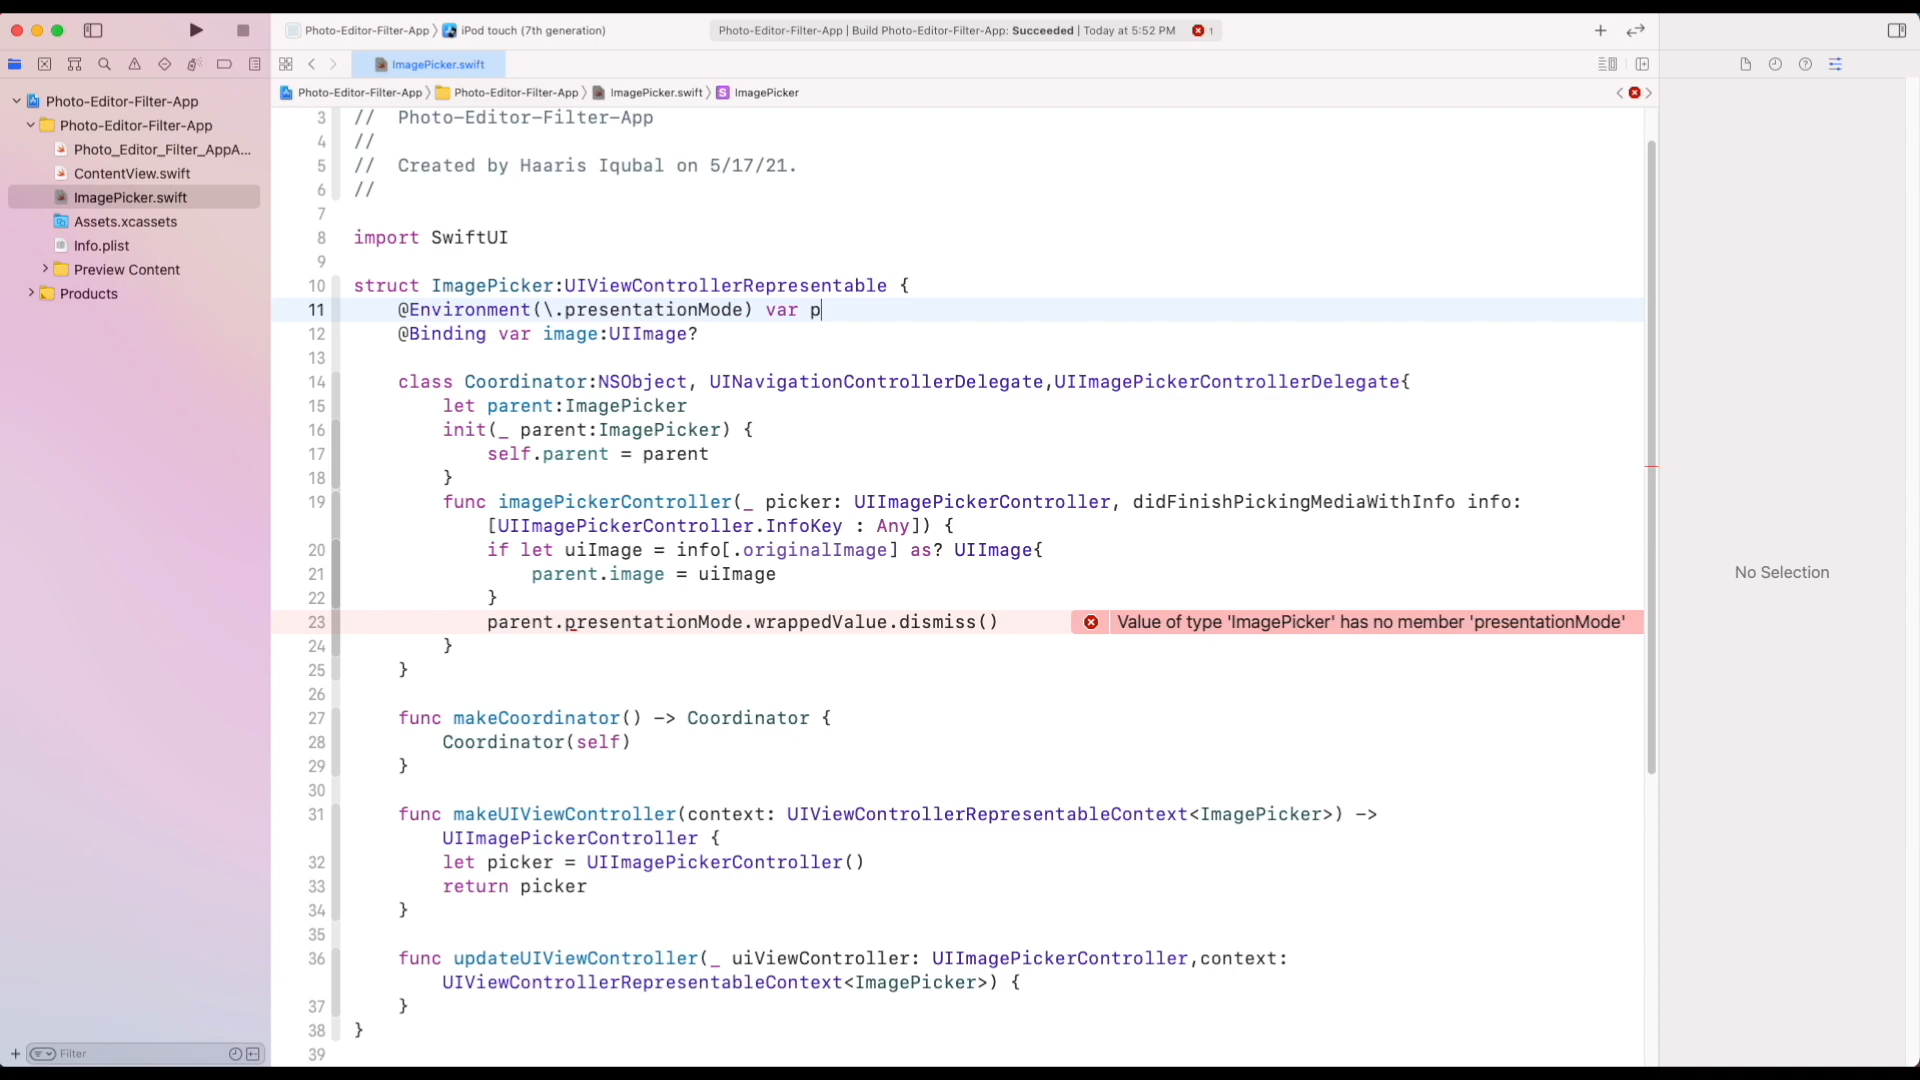 Photo-Editor-Filter-App 〉 iPod touch (7th generation)
Photo-Editor-Filter-App | Build Photo-Editor-Filter-App: Succeeded | Today at 5:52 PM 1
ImagePicker.swift
Photo-Editor-Filter-App 〉 Photo-Editor-Filter-App 〉 ImagePicker.swift 〉 S ImagePicker
Photo-Editor-Filter-App
Photo-Editor-Filter-App
Photo_Editor_Filter_AppA...
ContentView.swift
ImagePicker.swift
Assets.xcassets
Info.plist
Preview Content
Products
Filter
3 //  Photo-Editor-Filter-App
4 //
5 //  Created by Haaris Iqubal on 5/17/21.
6 //
7
8 import SwiftUI
9
10 struct ImagePicker:UIViewControllerRepresentable {
11     @Environment(\.presentationMode) var p
12     @Binding var image:UIImage?
13
14     class Coordinator:NSObject, UINavigationControllerDelegate,UIImagePickerControllerDelegate{
15         let parent:ImagePicker
16         init(_ parent:ImagePicker) {
17             self.parent = parent
18         }
19         func imagePickerController(_ picker: UIImagePickerController, didFinishPickingMediaWithInfo info:
[UIImagePickerController.InfoKey : Any]) {
20             if let uiImage = info[.originalImage] as? UIImage{
21                 parent.image = uiImage
22             }
23             parent.presentationMode.wrappedValue.dismiss() Value of type 'ImagePicker' has no member 'presentationMode'
24         }
25     }
26
27     func makeCoordinator() -> Coordinator {
28         Coordinator(self)
29     }
30
31     func makeUIViewController(context: UIViewControllerRepresentableContext<ImagePicker>) ->
UIImagePickerController {
32         let picker = UIImagePickerController()
33         return picker
34     }
35
36     func updateUIViewController(_ uiViewController: UIImagePickerController,context:
UIViewControllerRepresentableContext<ImagePicker>) {
37     }
38 }
39
No Selection